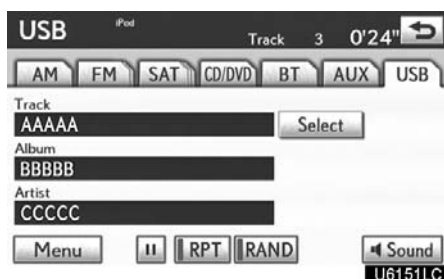 USB iPod Track 3 0'24"
AM FM SAT CD/DVD BT AUX USB
Track
AAAAA Select
Album
BBBBB
Artist
CCCCC
Menu II RPT RAND Sound
U6151LC